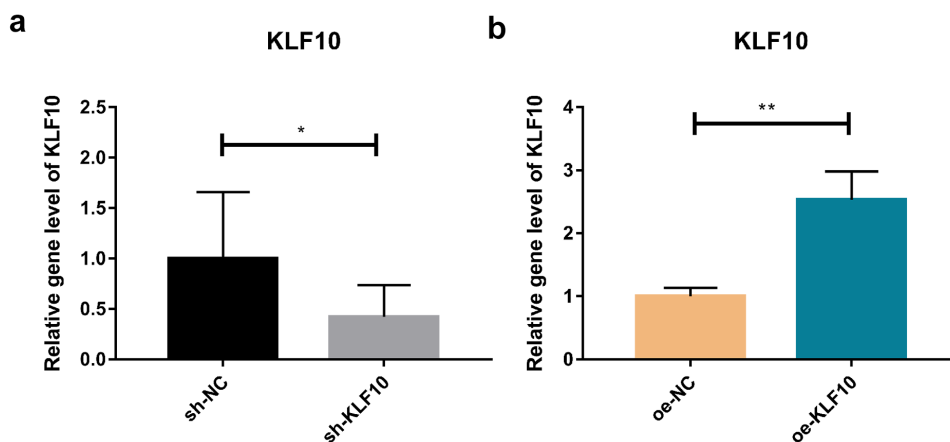 a
KLF10
Relative gene level of KLF10
2.5
2.0
1.5
1.0
0.5
0.0
*
sh-NC
sh-KLF10
b
KLF10
Relative gene level of KLF10
4
3
2
1
0
**
oe-NC
oe-KLF10